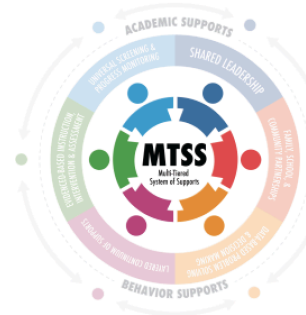 ACADEMIC SUPPORTS
UNIVERSAL SCREENING &
PROGRESS MONITORING
SHARED LEADERSHIP
EVIDENCE-BASED INSTRUCTION,
INTERVENTION & ASSESSMENT
FAMILY, SCHOOL, &
COMMUNITY PARTNERSHIPS
MTSS
Multi-Tiered
System of Supports
LAYERED CONTINUUM OF SUPPORTS
DATA-BASED PROBLEM SOLVING
& DECISION MAKING
BEHAVIOR SUPPORTS